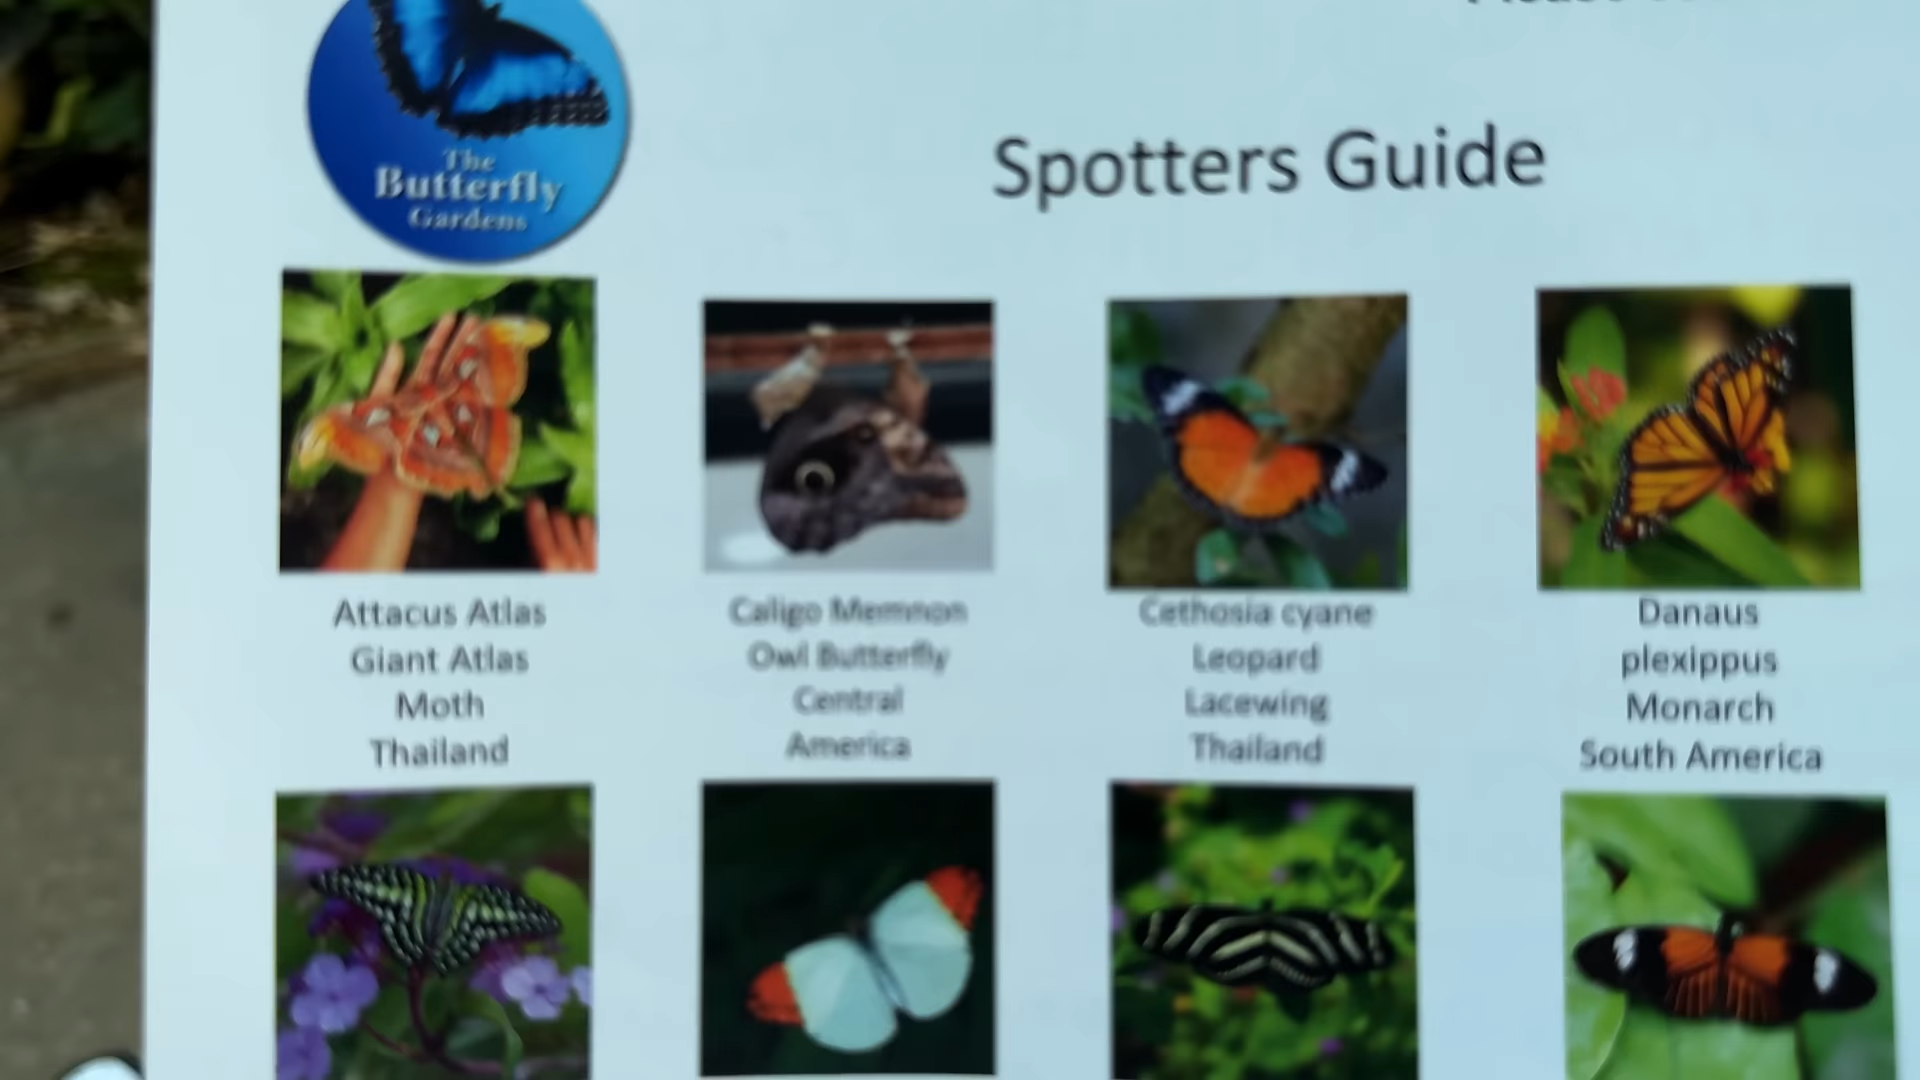 The
Butterfly
Gardens
Spotters Guide
Attacus Atlas
Giant Atlas
Moth
Thailand
Caligo Memnon
Owl Butterfly
Central
America
Cethosia cyane
Leopard
Lacewing
Thailand
Danaus
plexippus
Monarch
South America